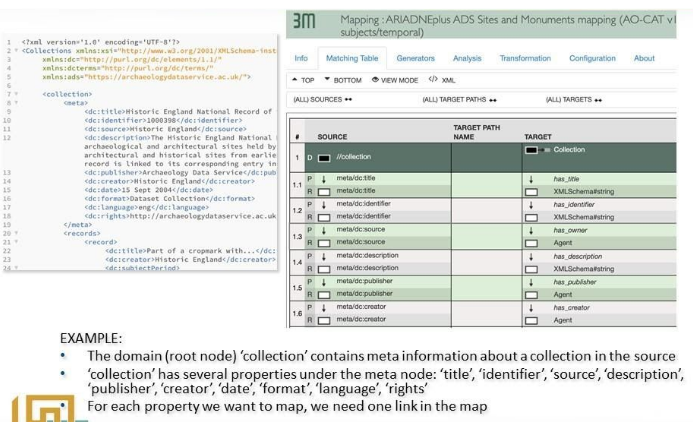 1 <?xml version='1.0' encoding='UTF-8'?>
2 <Collections xmlns:xsi="http://www.w3.org/2001/XMLSchema-inst
3 xmlns:dc="http://purl.org/dc/elements/1.1/"
4 xmlns:dcterms="http://purl.org/dc/terms/"
5 xmlns:ads="https://archaeologydataservice.ac.uk/">
6
7 <collection>
8 <meta>
9 <dc:title>Historic England National Record of
10 <dc:identifier>1000398</dc:identifier>
11 <dc:source>Historic England</dc:source>
12 <dc:description>The Historic England National
archaeological and architectural sites held by
architectural and historical sites from earlie
record is linked to its corresponding entry in
13 <dc:publisher>Archaeology Data Service</dc:pub
14 <dc:creator>Historic England</dc:creator>
15 <dc:date>15 Sept 2004</dc:date>
16 <dc:format>Dataset Collection</dc:format>
17 <dc:language>eng</dc:language>
18 <dc:rights>http://archaeologydataservice.ac.uk
19 </meta>
20 <records>
21 <record>
22 <dc:title>Part of a cropmark with...</dc:
23 <dc:creator>Historic England</dc:creator>
24 <dc:subjectPeriod>
3M Mapping : ARIADNEplus ADS Sites and Monuments mapping (AO-CAT v1
subjects/temporal)
Info Matching Table Generators Analysis Transformation Configuration About
TOP BOTTOM VIEW MODE </> XML
(ALL) SOURCES (ALL) TARGET PATHS (ALL) TARGETS
# SOURCE TARGET PATH NAME TARGET
1 D //collection Collection
1.1 P meta/dc:title has_title
R meta/dc:title XMLSchema#string
1.2 P meta/dc:identifier has_identifier
R meta/dc:identifier XMLSchema#string
1.3 P meta/dc:source has_owner
R meta/dc:source Agent
1.4 P meta/dc:description has_description
R meta/dc:description XMLSchema#string
1.5 P meta/dc:publisher has_publisher
R meta/dc:publisher Agent
1.6 P meta/dc:creator has_creator
R meta/dc:creator Agent
EXAMPLE:
• The domain (root node) 'collection' contains meta information about a collection in the source
• 'collection' has several properties under the meta node: 'title', 'identifier', 'source', 'description',
'publisher', 'creator', 'date', 'format', 'language', 'rights'
• For each property we want to map, we need one link in the map